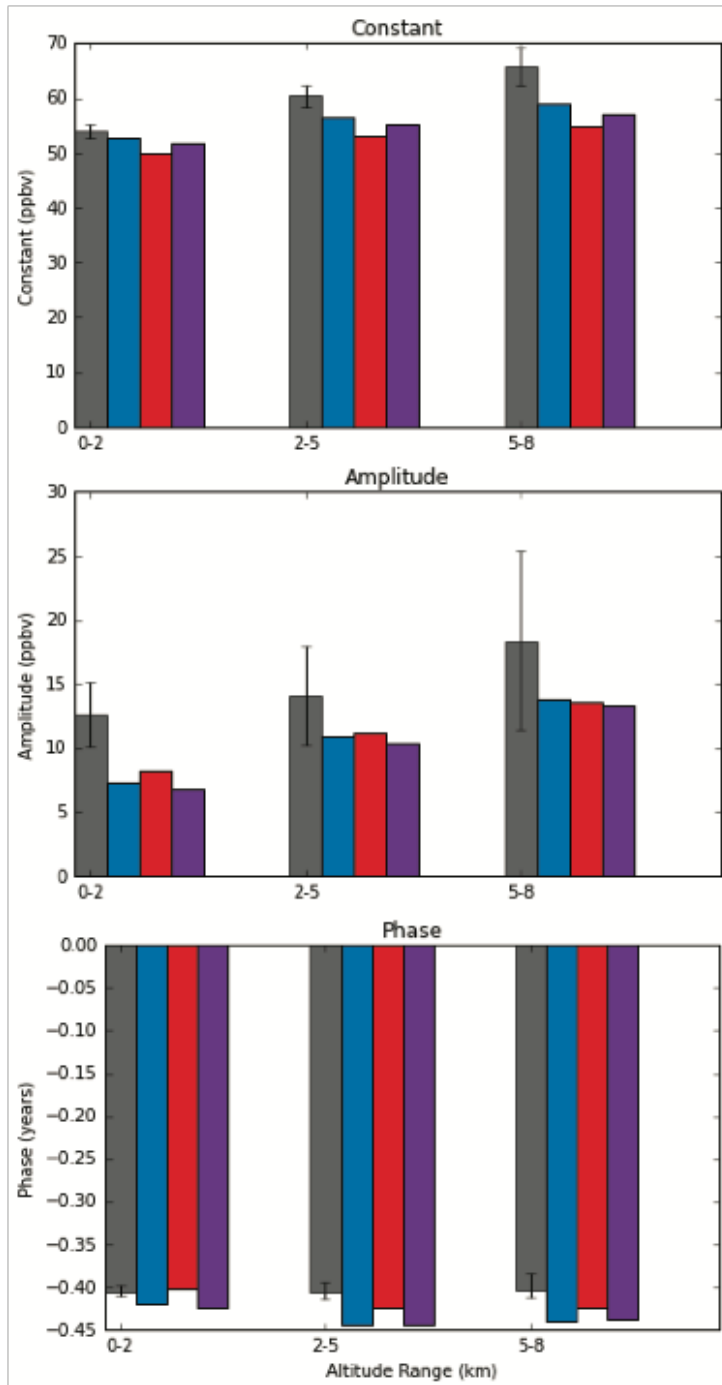 Constant
70
60
50
40
30
20
10
0
Constant (ppbv)
0-2 2-5 5-8
Amplitude
30
25
20
15
10
5
0
Amplitude (ppbv)
0-2 2-5 5-8
Phase
0.00
−0.05
−0.10
−0.15
−0.20
−0.25
−0.30
−0.35
−0.40
−0.45
Phase (years)
0-2 2-5 5-8
Altitude Range (km)